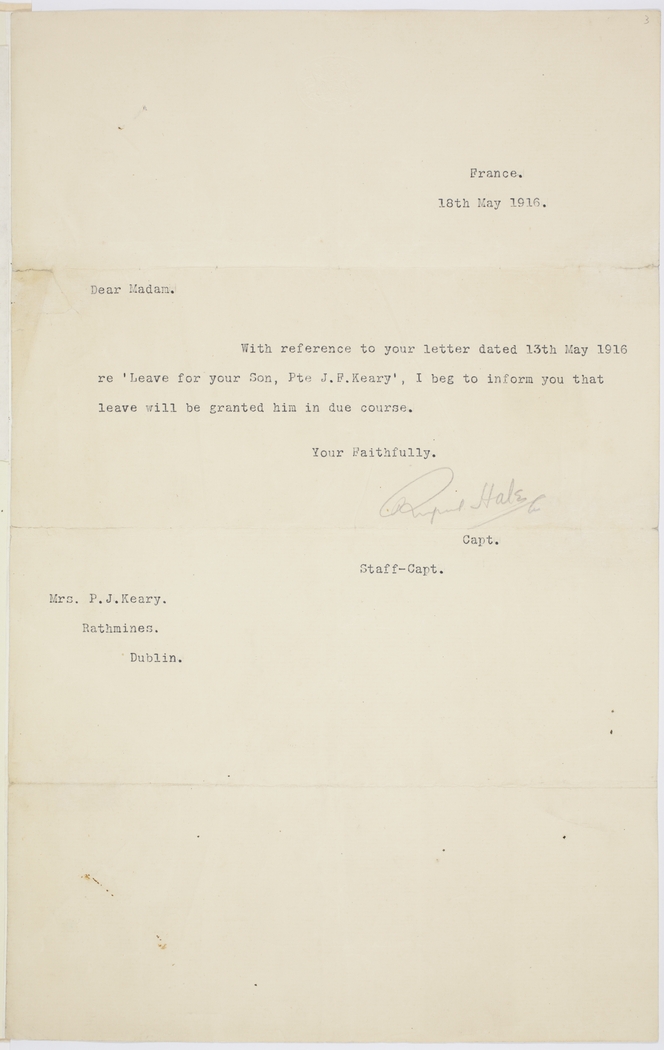 3
France.
18th May 1916.
Dear Madam.
With reference to your letter dated 13th May 1916
re 'Leave for your Son, Pte J.F.Keary', I beg to inform you that
leave will be granted him in due course.
Your Faithfully.
Capt.
Staff-Capt.
Mrs. P.J.Keary.
Rathmines.
Dublin.